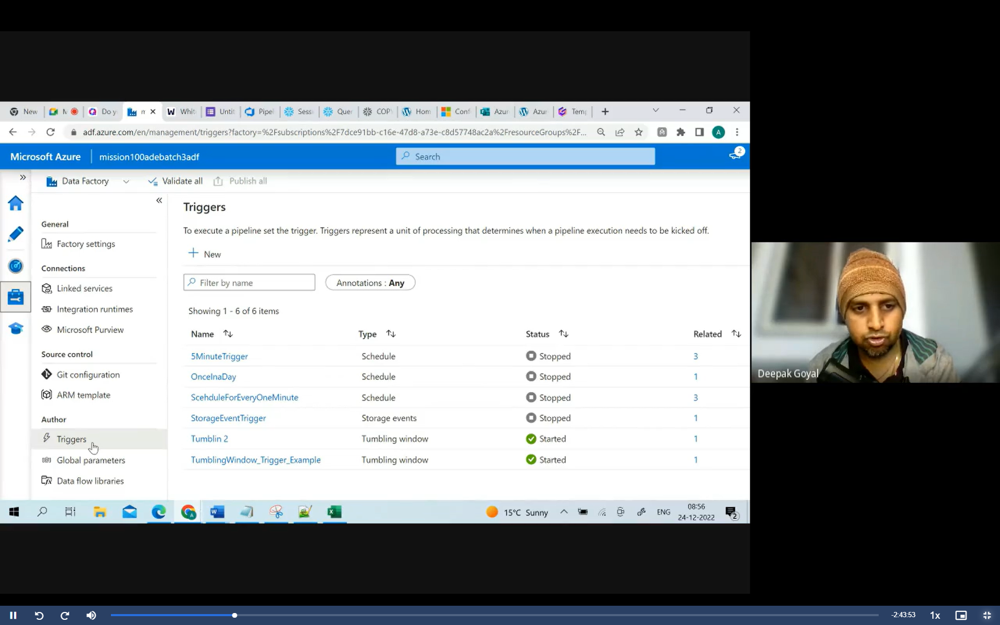 New
Do y
Whit
Untit
Pipel
Sess
Quer
COP
Hom
Conf
Azur
Azur
Temp
adf.azure.com/en/management/triggers?factory=%2Fsubscriptions%2F7dce91bb-c16e-47d8-a73e-c8d57748ac2a%2FresourceGroups%2F...
A
Microsoft Azure
mission100adebatch3adf
Search
2
Data Factory
Validate all
Publish all
General
Factory settings
Connections
Linked services
Integration runtimes
Microsoft Purview
Source control
Git configuration
ARM template
Author
Triggers
Global parameters
Data flow libraries
Triggers
To execute a pipeline set the trigger. Triggers represent a unit of processing that determines when a pipeline execution needs to be kicked off.
New
Filter by name
Annotations : Any
Showing 1 - 6 of 6 items
Name Type Status Related
5MinuteTrigger Schedule Stopped 3
OnceInaDay Schedule Stopped 1
ScehduleForEveryOneMinute Schedule Stopped 3
StorageEventTrigger Storage events Stopped 1
Tumblin 2 Tumbling window Started 1
TumblingWindow_Trigger_Example Tumbling window Started 1
Deepak Goyal
15°C Sunny
ENG
08:56
24-12-2022
2
-2:43:53
1x